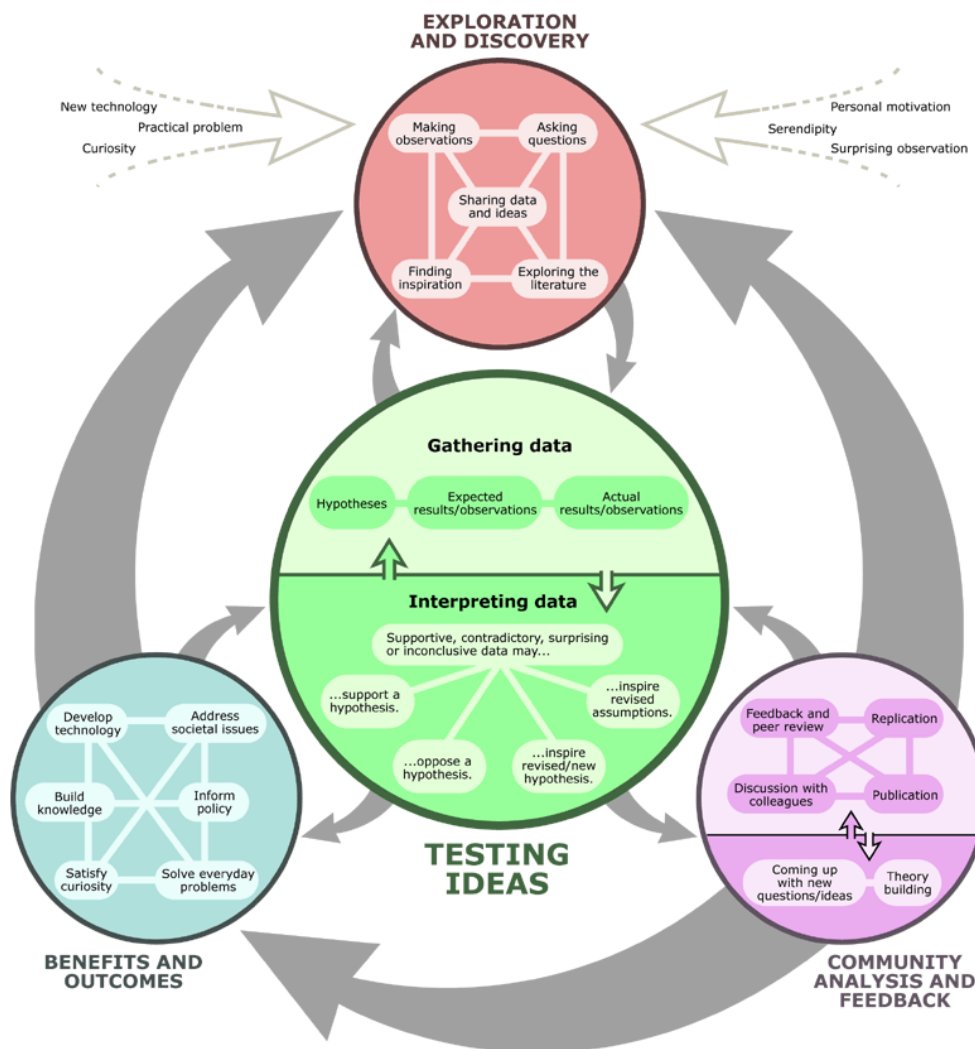 EXPLORATION
AND DISCOVERY
New technology
Practical problem
Curiosity
Personal motivation
Serendipity
Surprising observation
Making
observations
Asking
questions
Sharing data
and ideas
Finding
inspiration
Exploring the
literature
Gathering data
Hypotheses
Expected
results/observations
Actual
results/observations
Interpreting data
Supportive, contradictory, surprising
or inconclusive data may...
...support a
hypothesis.
...oppose a
hypothesis.
...inspire
revised/new
hypothesis.
...inspire
revised
assumptions.
TESTING
IDEAS
Develop
technology
Address
societal issues
Build
knowledge
Inform
policy
Satisfy
curiosity
Solve everyday
problems
BENEFITS AND
OUTCOMES
Feedback and
peer review
Replication
Discussion with
colleagues
Publication
Coming up
with new
questions/ideas
Theory
building
COMMUNITY
ANALYSIS AND
FEEDBACK